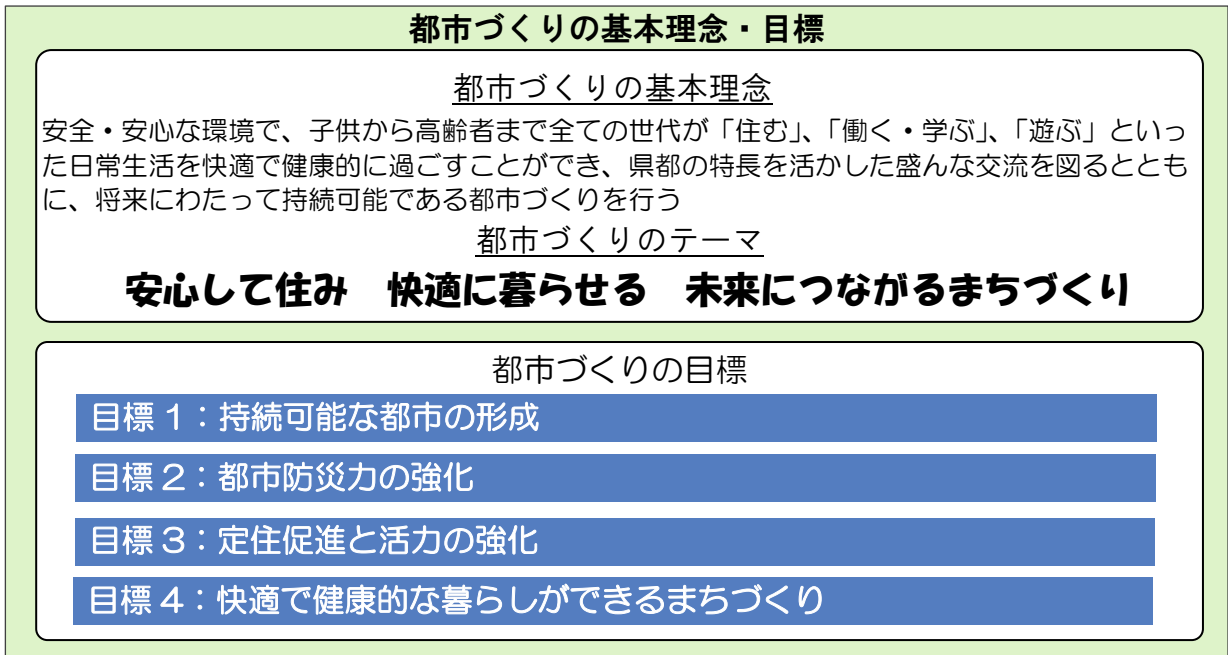 都市づくりの基本理念・目標
都市づくりの基本理念
安全・安心な環境で、子供から高齢者まで全ての世代が「住む」、「働く・学ぶ」、「遊ぶ」といっ
た日常生活を快適で健康的に過ごすことができ、県都の特長を活かした盛んな交流を図るととも
に、将来にわたって持続可能である都市づくりを行う
都市づくりのテーマ
安心して住み　快適に暮らせる　未来につながるまちづくり
都市づくりの目標
目標１：持続可能な都市の形成
目標２：都市防災力の強化
目標３：定住促進と活力の強化
目標４：快適で健康的な暮らしができるまちづくり